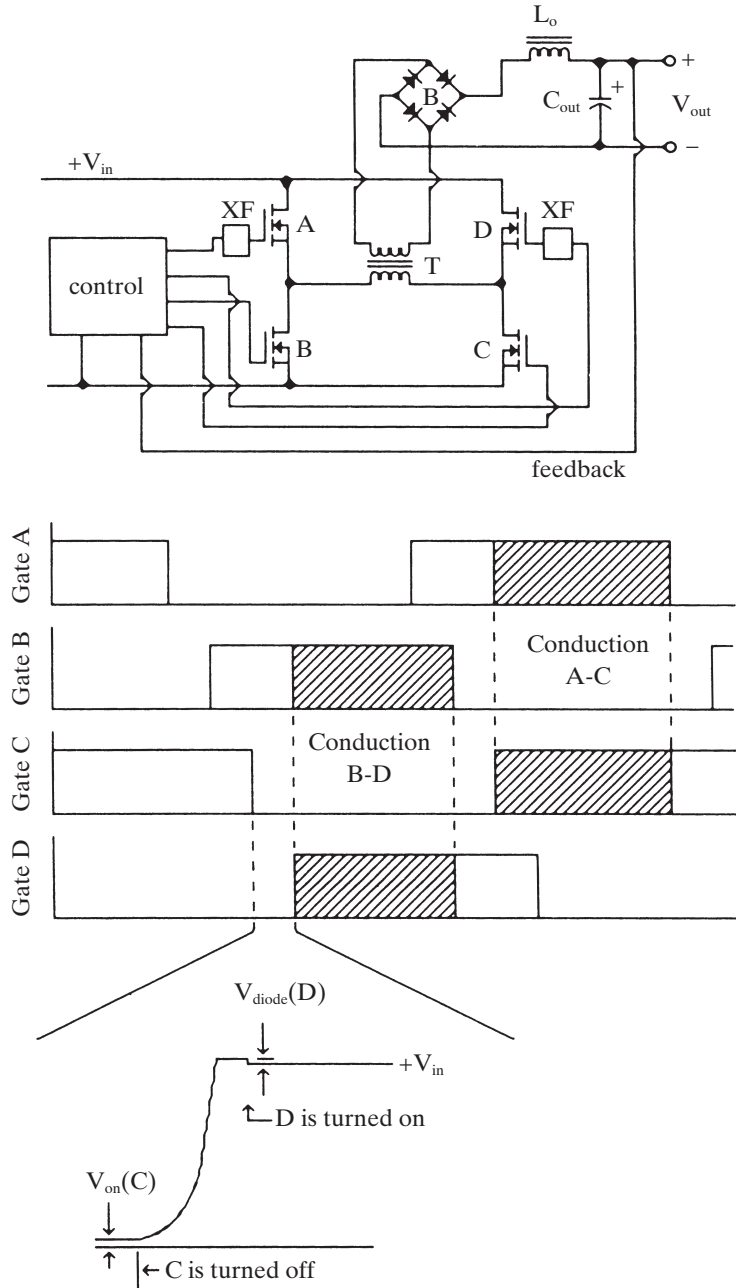 Lₒ
B
Cₒᵤₜ
+
+
Vₒᵤₜ
−
+Vᵢₙ
XF
A
D
XF
T
control
B
C
feedback
Gate A
Gate B
Conduction
A-C
Gate C
Conduction
B-D
Gate D
V_diode(D)
+Vᵢₙ
D is turned on
Vₒₙ(C)
C is turned off